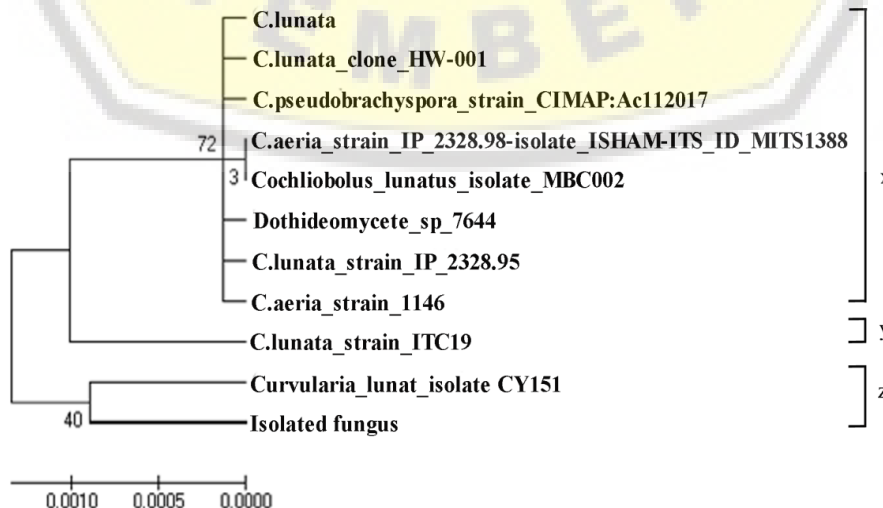 EMBE
C.lunata
C.lunata_clone_HW-001
C.pseudobrachyspora_strain_CIMAP:Ac112017
72
C.aeria_strain_IP_2328.98-isolate_ISHAM-ITS_ID_MITS1388
3
Cochliobolus_lunatus_isolate_MBC002
Dothideomycete_sp_7644
C.lunata_strain_IP_2328.95
C.aeria_strain_1146
C.lunata_strain_ITC19
y
Curvularia_lunat_isolate CY151
z
40
Isolated fungus
0.0010 0.0005 0.0000